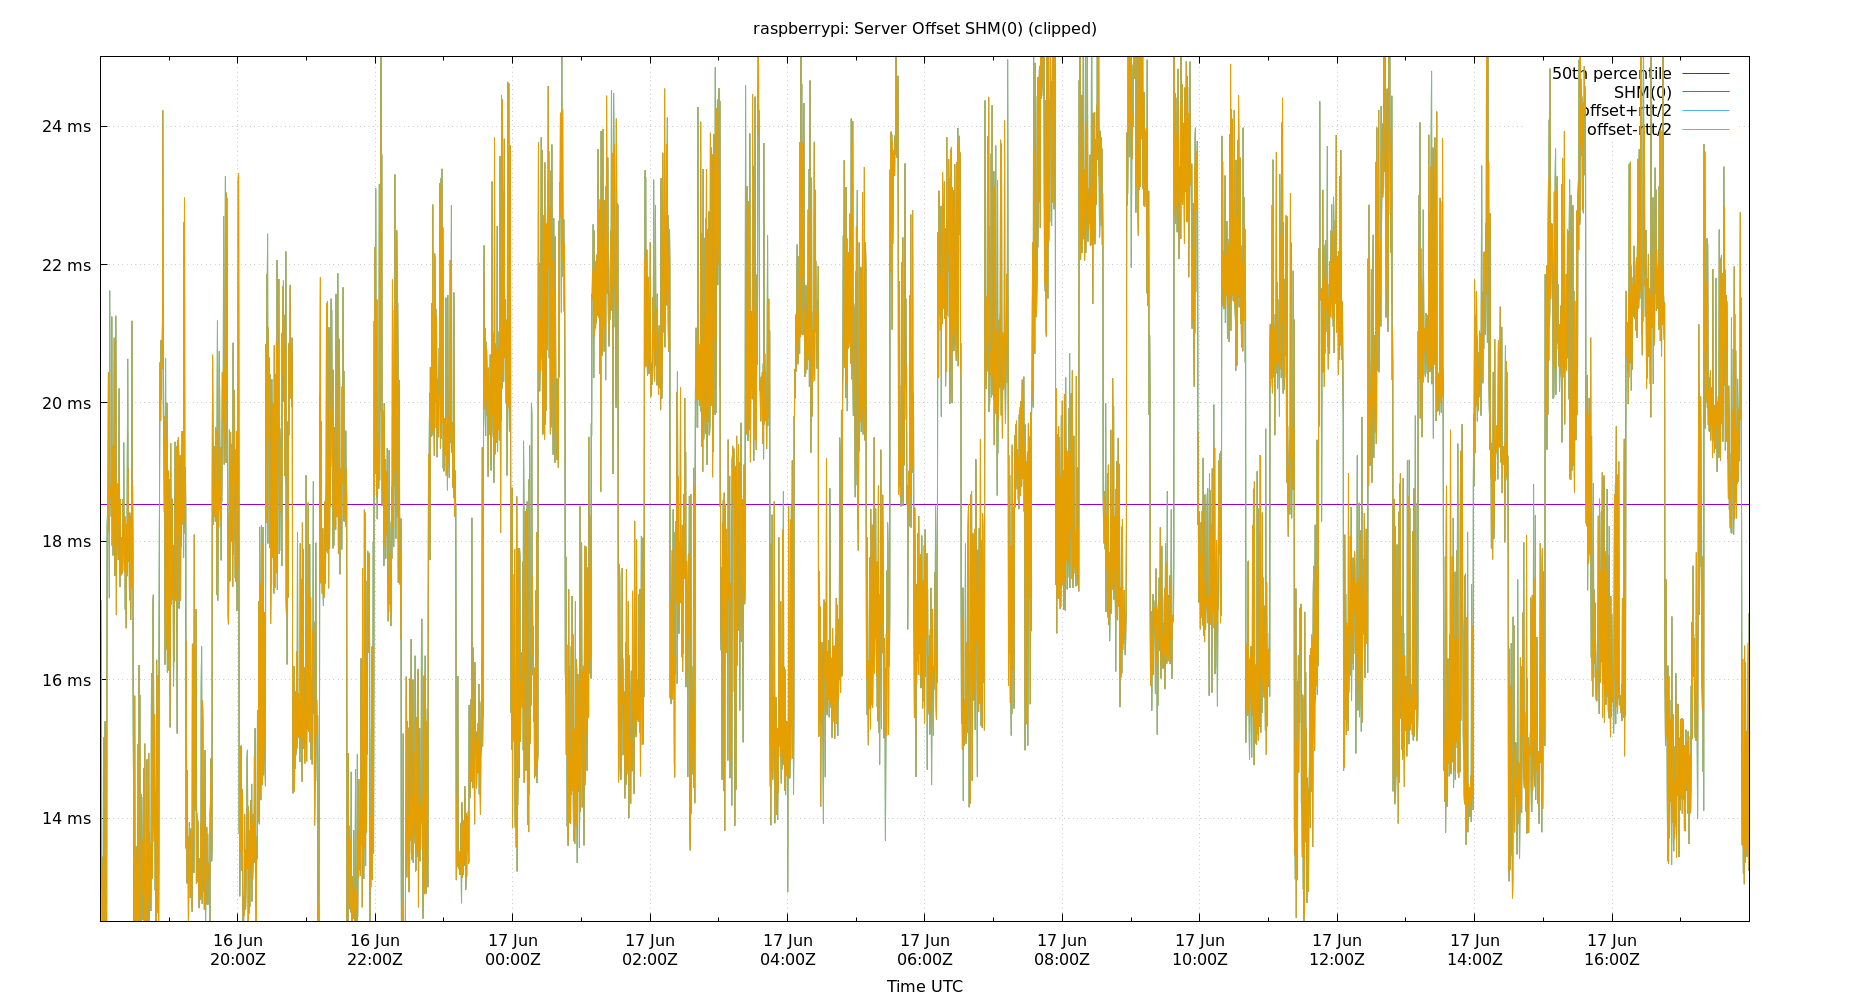 raspberrypi: Server Offset SHM(0) (clipped)
50th percentile
SHM(0)
offset+rtt/2
offset-rtt/2
24 ms
22 ms
20 ms
18 ms
16 ms
14 ms
16 Jun 16 Jun 17 Jun 17 Jun 17 Jun 17 Jun 17 Jun 17 Jun 17 Jun 17 Jun 17 Jun
20:00Z 22:00Z 00:00Z 02:00Z 04:00Z 06:00Z 08:00Z 10:00Z 12:00Z 14:00Z 16:00Z
Time UTC